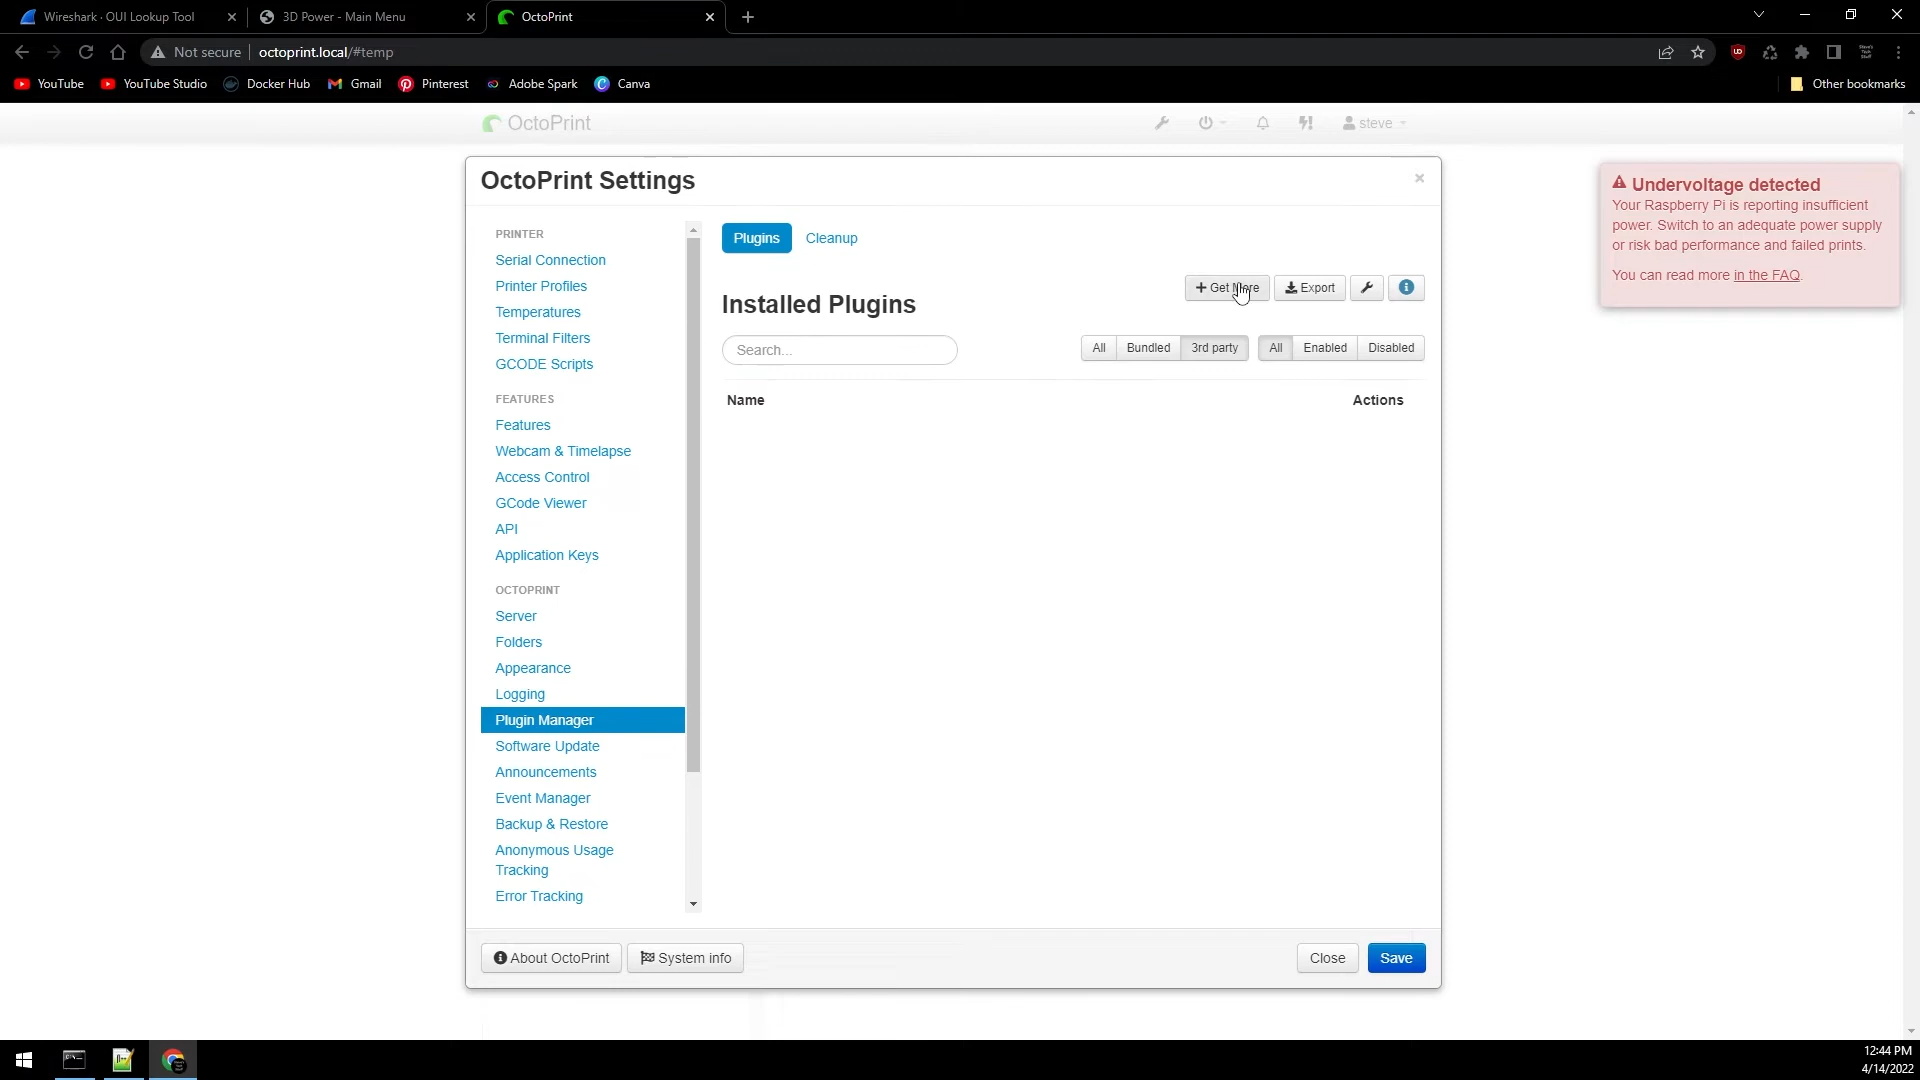 Wireshark · OUI Lookup Tool
3D Power - Main Menu
OctoPrint
Not secure
octoprint.local/#temp
YouTube
YouTube Studio
Docker Hub
Gmail
Pinterest
Adobe Spark
Canva
Other bookmarks
OctoPrint
steve
OctoPrint Settings
PRINTER
Serial Connection
Printer Profiles
Temperatures
Terminal Filters
GCODE Scripts
FEATURES
Features
Webcam & Timelapse
Access Control
GCode Viewer
API
Application Keys
OCTOPRINT
Server
Folders
Appearance
Logging
Plugin Manager
Software Update
Announcements
Event Manager
Backup & Restore
Anonymous Usage
Tracking
Error Tracking
Plugins
Cleanup
Get More
Export
Installed Plugins
Search...
All
Bundled
3rd party
All
Enabled
Disabled
Name
Actions
About OctoPrint
System info
Close
Save
Undervoltage detected
Your Raspberry Pi is reporting insufficient
power. Switch to an adequate power supply
or risk bad performance and failed prints.
You can read more in the FAQ.
12:44 PM
4/14/2022